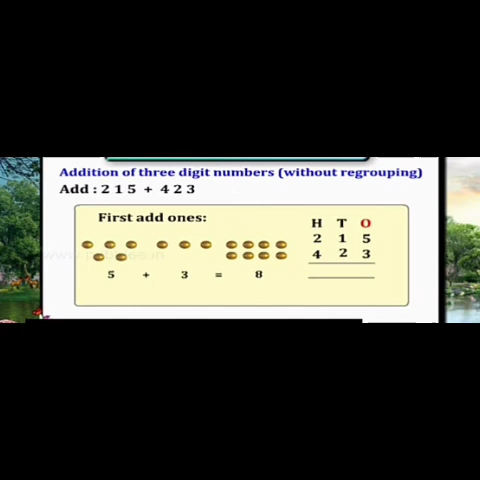 Addition of three digit numbers (without regrouping)
Add : 2 1 5 + 4 2 3
First add ones:
H T O
2 1 5
4 2 3
5 + 3 = 8